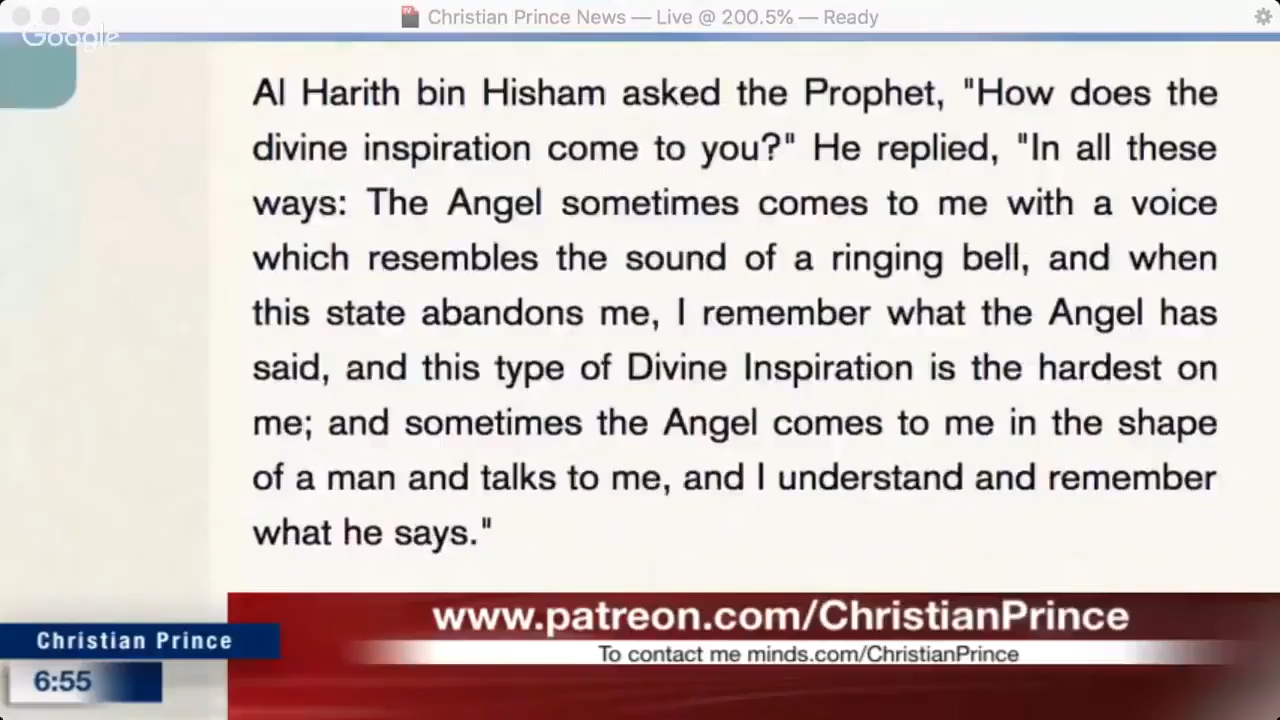 Christian Prince News — Live @ 200.5% — Ready
Google
Al Harith bin Hisham asked the Prophet, "How does the
divine inspiration come to you?" He replied, "In all these
ways: The Angel sometimes comes to me with a voice
which resembles the sound of a ringing bell, and when
this state abandons me, I remember what the Angel has
said, and this type of Divine Inspiration is the hardest on
me; and sometimes the Angel comes to me in the shape
of a man and talks to me, and I understand and remember
what he says."
www.patreon.com/ChristianPrince
To contact me minds.com/ChristianPrince
Christian Prince
6:55